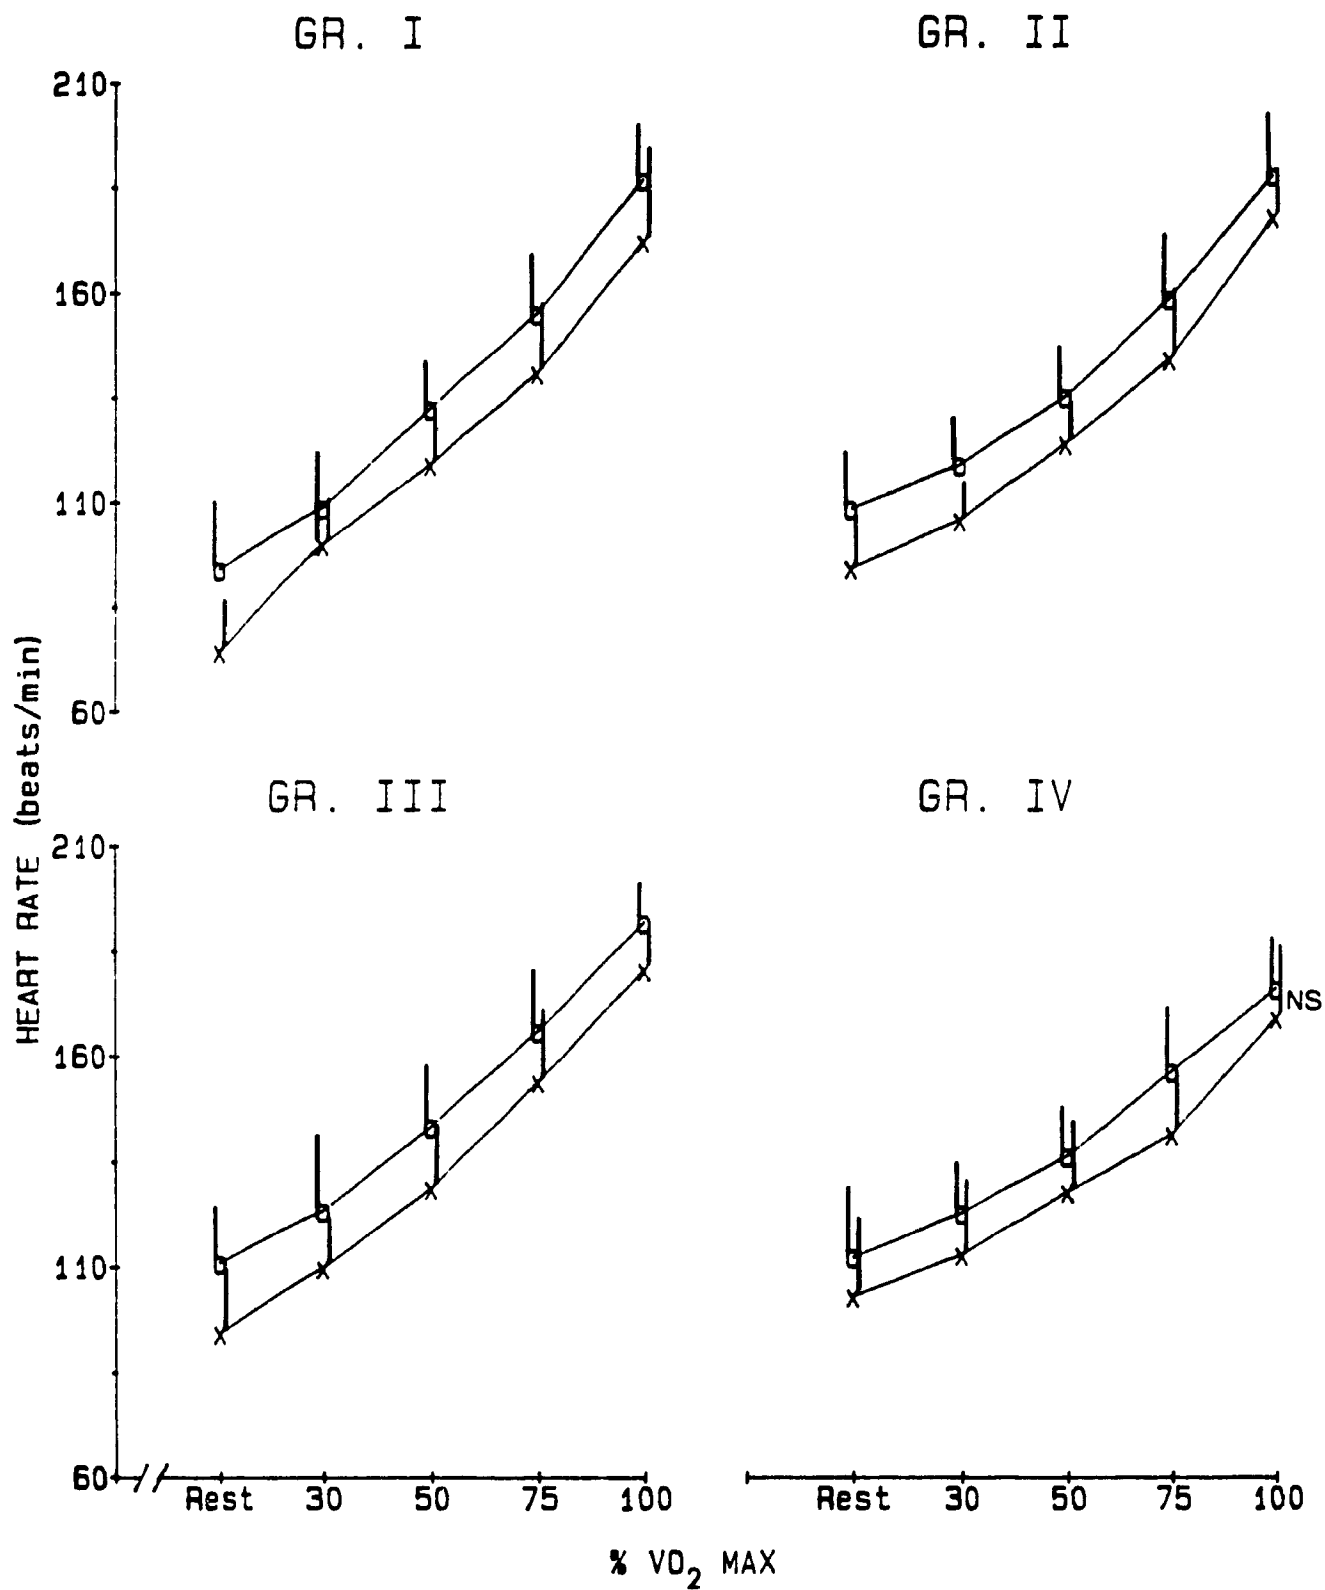 GR. I
GR. II
210
160
110
60
GR. III
GR. IV
210
160
110
60
HEART RATE (beats/min)
NS
Rest 30 50 75 100
Rest 30 50 75 100
% VO2 MAX